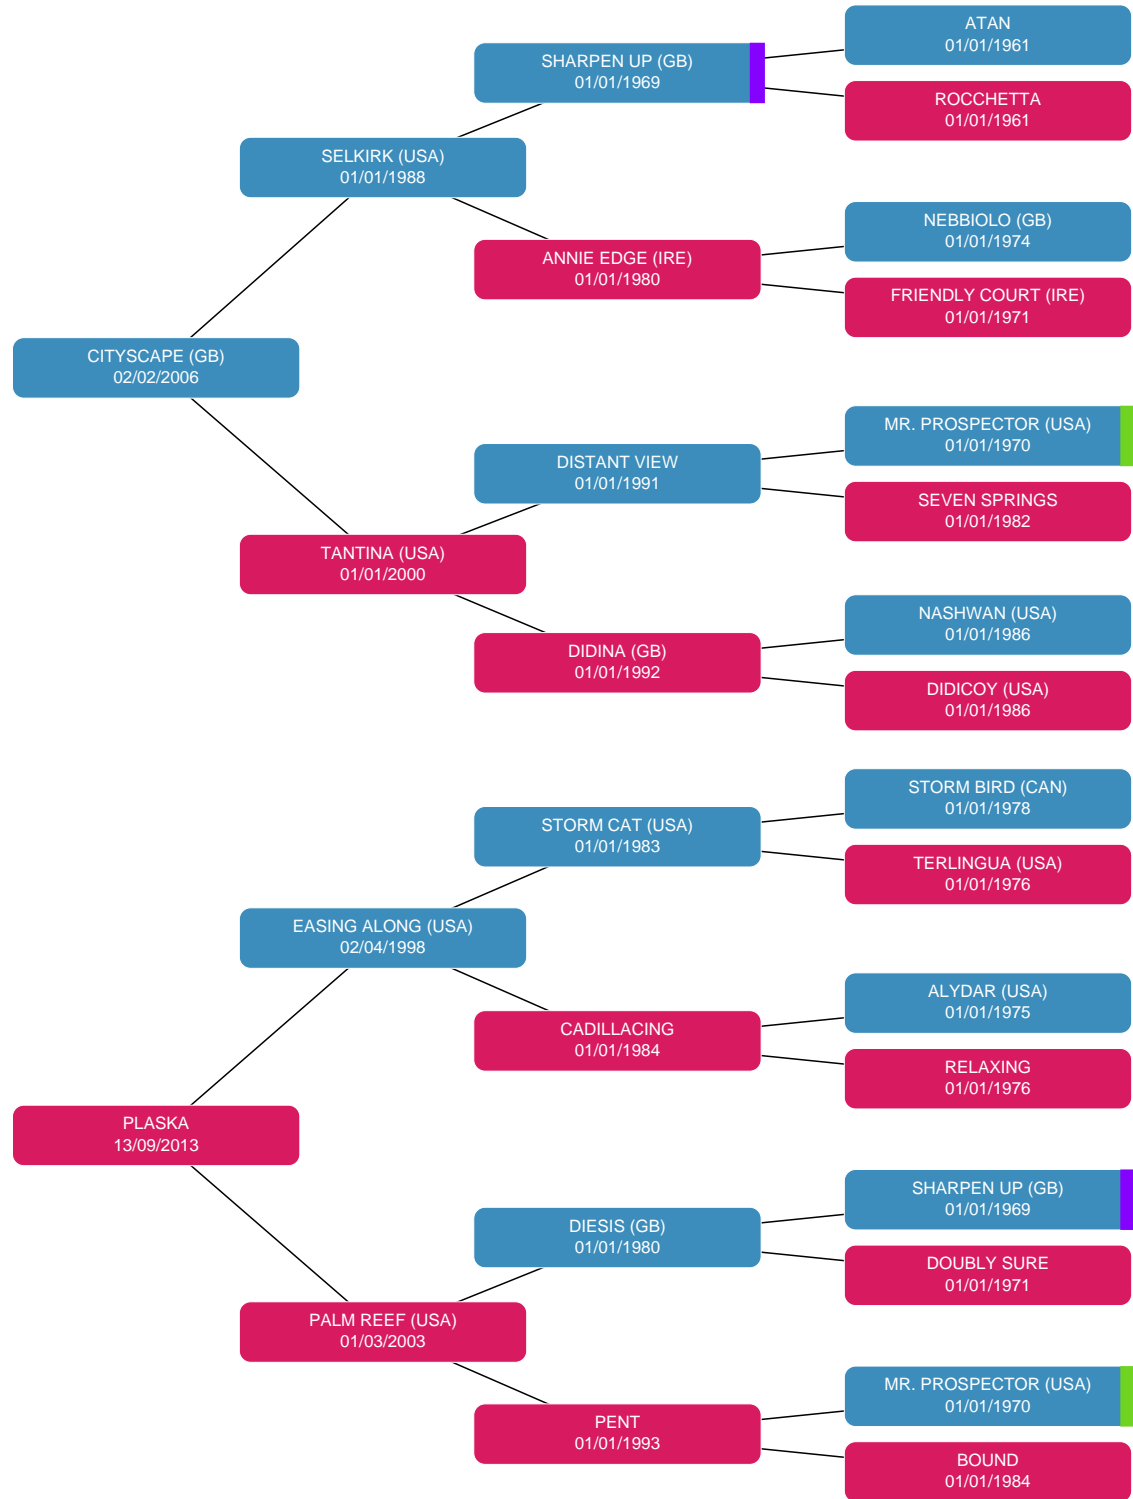 ATAN
01/01/1961
SHARPEN UP (GB)
01/01/1969
ROCCHETTA
01/01/1961
SELKIRK (USA)
01/01/1988
NEBBIOLO (GB)
01/01/1974
ANNIE EDGE (IRE)
01/01/1980
FRIENDLY COURT (IRE)
01/01/1971
CITYSCAPE (GB)
02/02/2006
MR. PROSPECTOR (USA)
01/01/1970
DISTANT VIEW
01/01/1991
SEVEN SPRINGS
01/01/1982
TANTINA (USA)
01/01/2000
NASHWAN (USA)
01/01/1986
DIDINA (GB)
01/01/1992
DIDICOY (USA)
01/01/1986
STORM BIRD (CAN)
01/01/1978
STORM CAT (USA)
01/01/1983
TERLINGUA (USA)
01/01/1976
EASING ALONG (USA)
02/04/1998
ALYDAR (USA)
01/01/1975
CADILLACING
01/01/1984
RELAXING
01/01/1976
PLASKA
13/09/2013
SHARPEN UP (GB)
01/01/1969
DIESIS (GB)
01/01/1980
DOUBLY SURE
01/01/1971
PALM REEF (USA)
01/03/2003
MR. PROSPECTOR (USA)
01/01/1970
PENT
01/01/1993
BOUND
01/01/1984